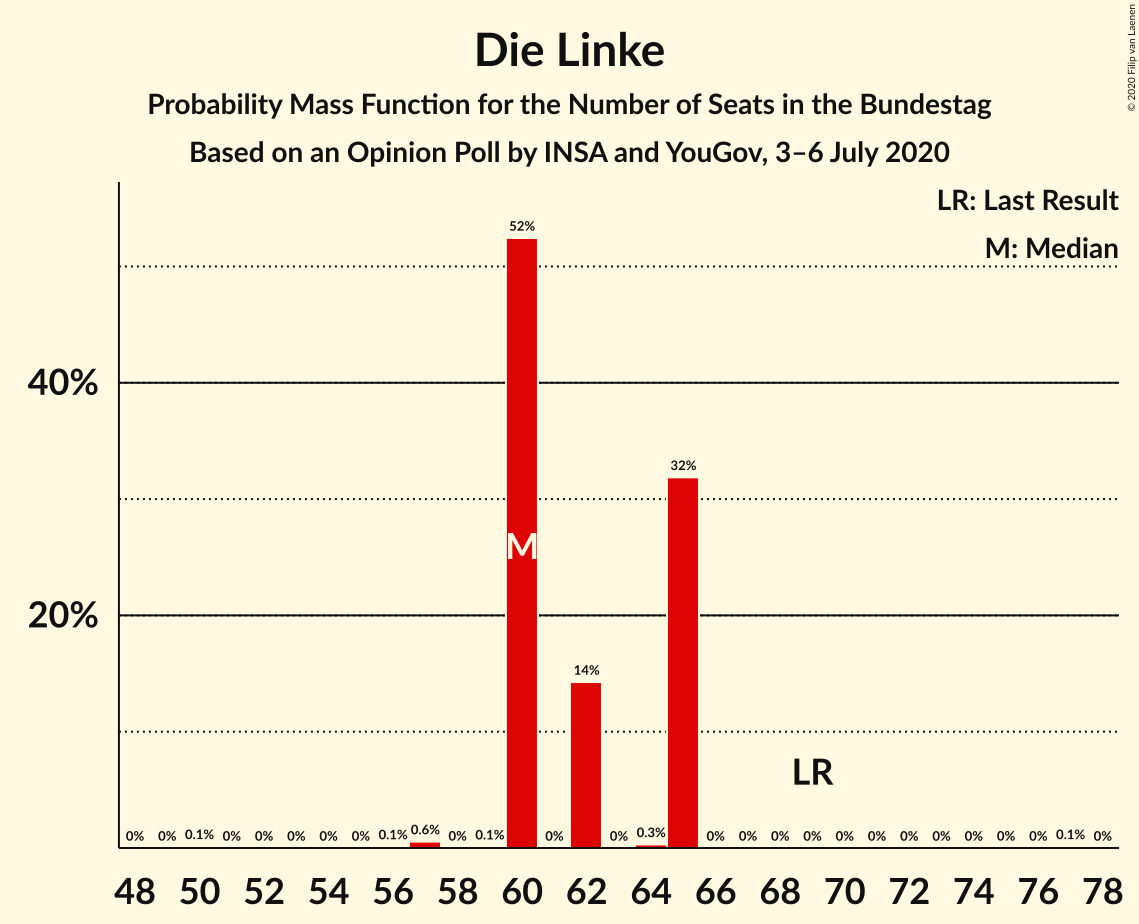 Die Linke
Probability Mass Function for the Number of Seats in the Bundestag
Based on an Opinion Poll by INSA and YouGov, 3–6 July 2020
© 2020 Filip van Laenen
LR: Last Result
M: Median
40%
20%
52%
32%
14%
M
LR
0% 0% 0.1% 0% 0% 0% 0% 0% 0.1% 0.6% 0% 0.1% 0% 0% 0.3% 0% 0% 0% 0% 0% 0% 0% 0% 0% 0% 0.1% 0%
48 50 52 54 56 58 60 62 64 66 68 70 72 74 76 78